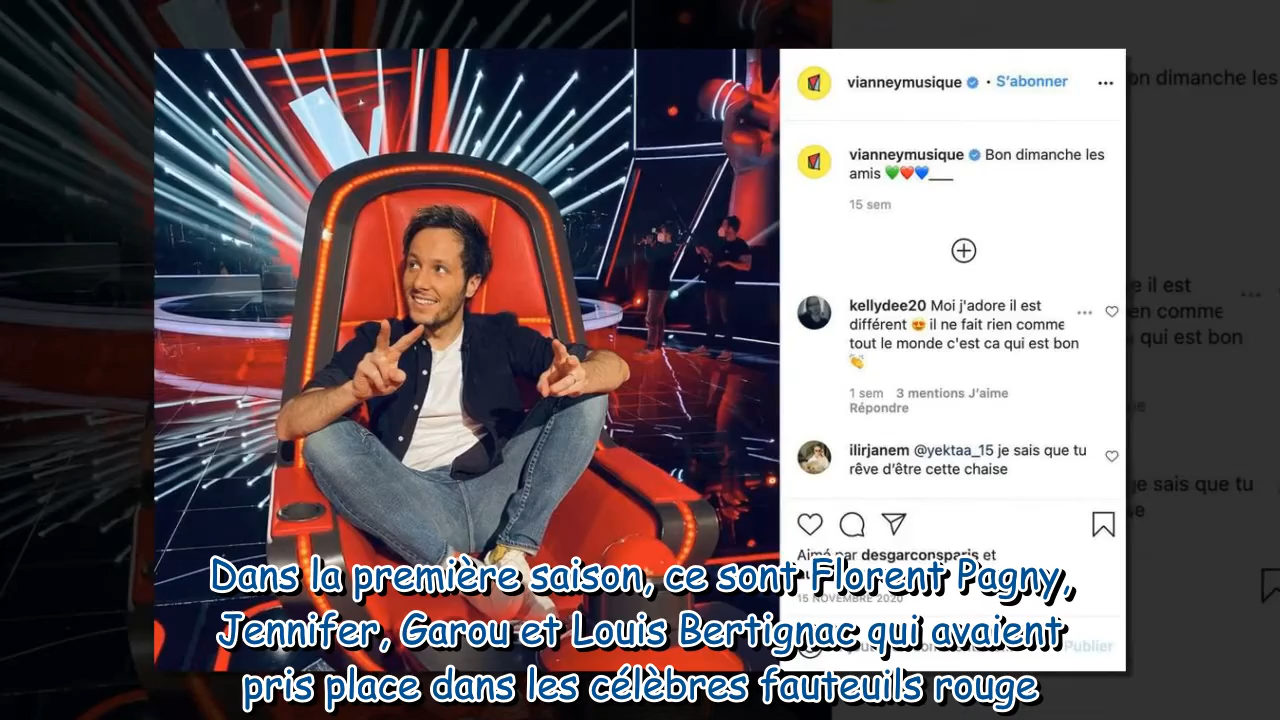 vianneymusique • S'abonner
vianneymusique Bon dimanche les
amis 💚❤️💙___
15 sem
kellydee20 Moi j'adore il est
différent 😍 il ne fait rien comme
tout le monde c'est ca qui est bon
👏
1 sem 3 mentions J'aime
Répondre
ilirjanem @yektaa_15 je sais que tu
rêve d'être cette chaise
Aimé par desgarconsparis et
15 NOVEMBRE 2020
Publier
on dimanche les
e il est
en comme
qui est bon
e sais que tu
Dans la première saison, ce sont Florent Pagny,
Jennifer, Garou et Louis Bertignac qui avaient
pris place dans les célèbres fauteuils rouge